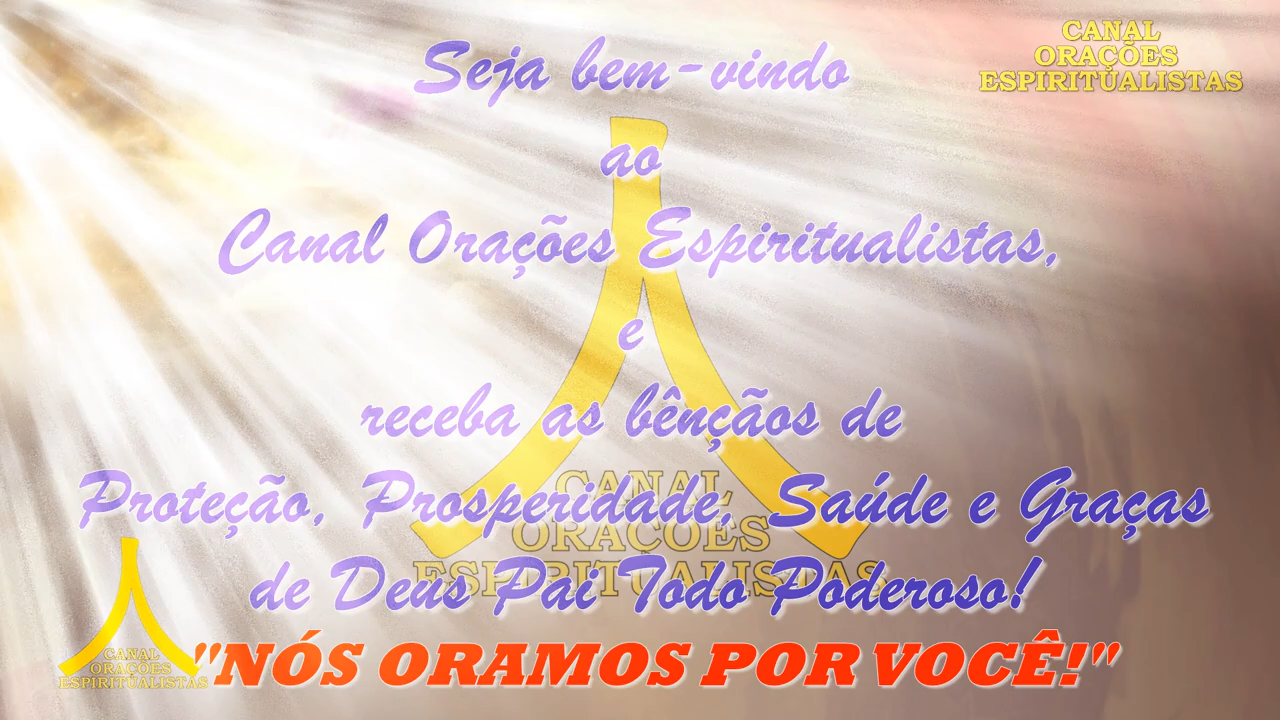 CANAL
ORAÇÕES
ESPIRITUALISTAS
Seja bem-vindo
ao
Canal Orações Espiritualistas,
e
receba as bênçãos de
Proteção, Prosperidade, Saúde e Graças
de Deus Pai Todo Poderoso!
CANAL
ORAÇÕES
ESPIRITUALISTAS
"NÓS ORAMOS POR VOCÊ!"
CANAL
ORAÇÕES
ESPIRITUALISTAS